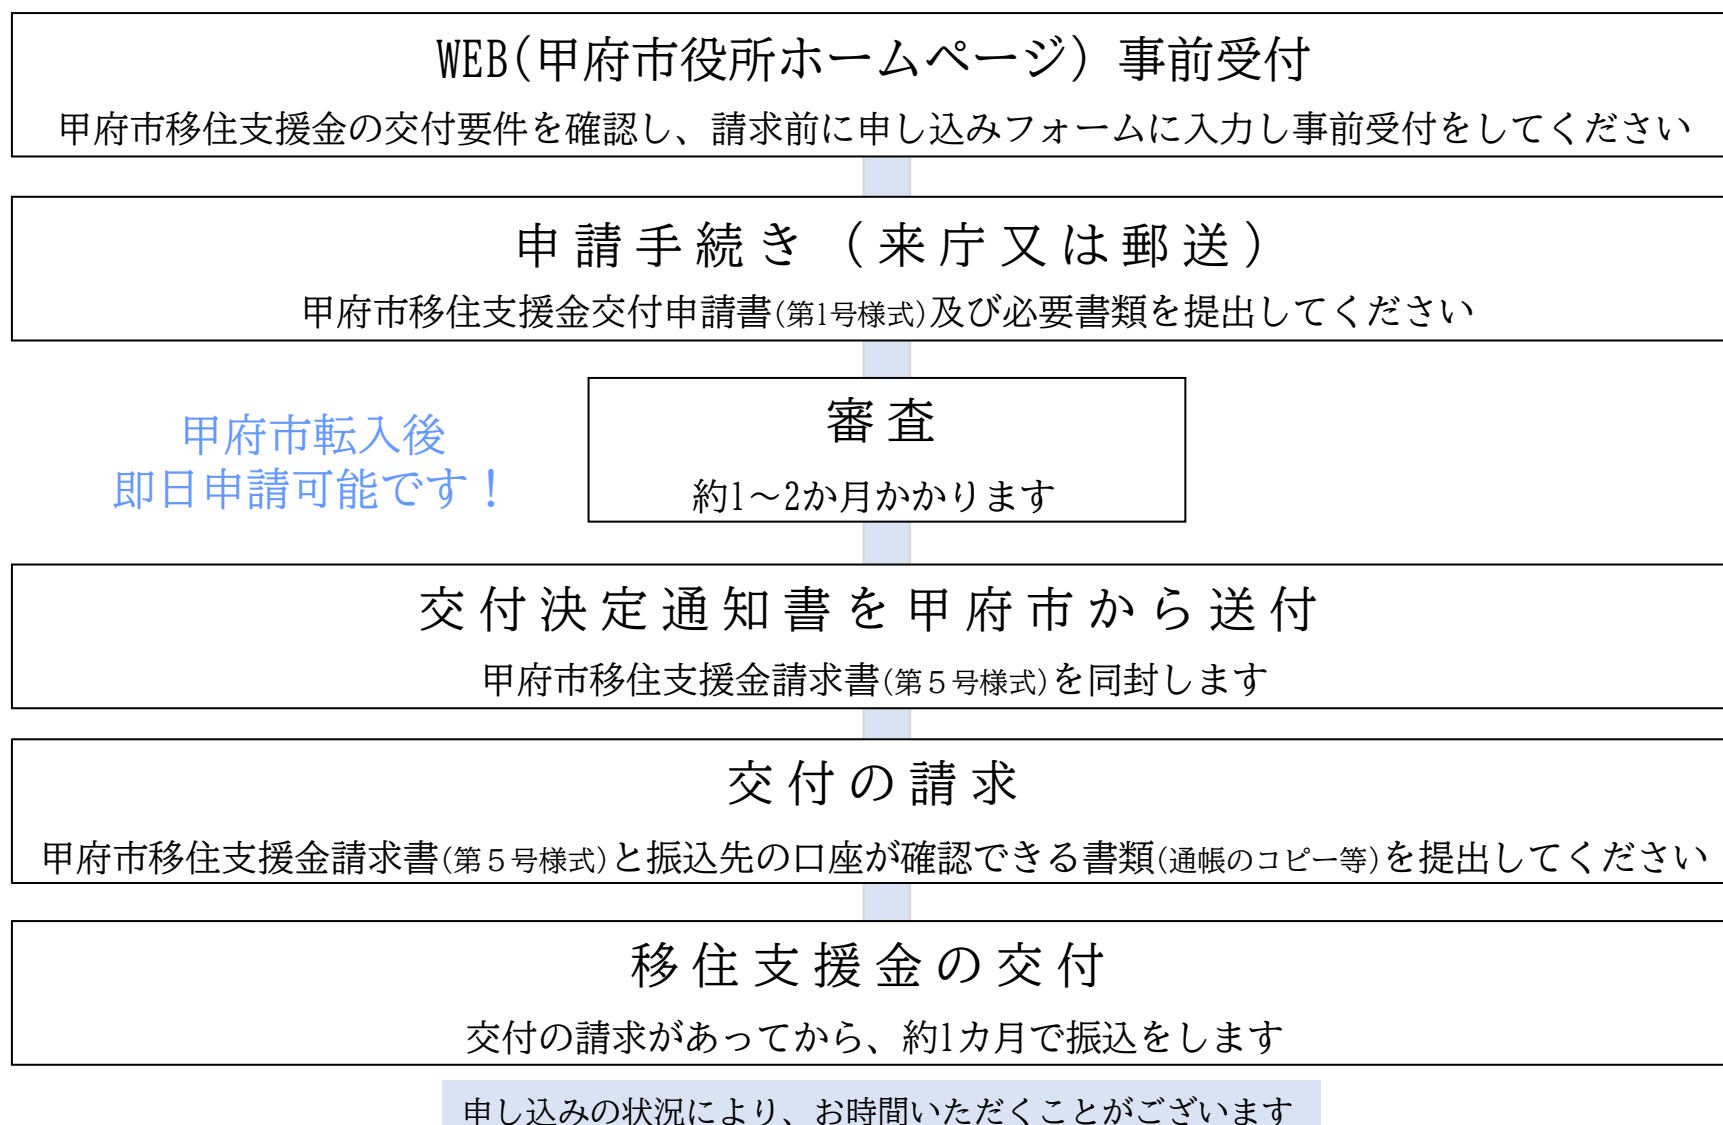 WEB(甲府市役所ホームページ) 事前受付
甲府市移住支援金の交付要件を確認し、請求前に申し込みフォームに入力し事前受付をしてください
申請手続き（来庁又は郵送）
甲府市移住支援金交付申請書(第1号様式)及び必要書類を提出してください
甲府市転入後
即日申請可能です！
審査
約1～2か月かかります
交付決定通知書を甲府市から送付
甲府市移住支援金請求書(第５号様式)を同封します
交付の請求
甲府市移住支援金請求書(第５号様式)と振込先の口座が確認できる書類(通帳のコピー等)を提出してください
移住支援金の交付
交付の請求があってから、約1カ月で振込をします
申し込みの状況により、お時間いただくことがございます